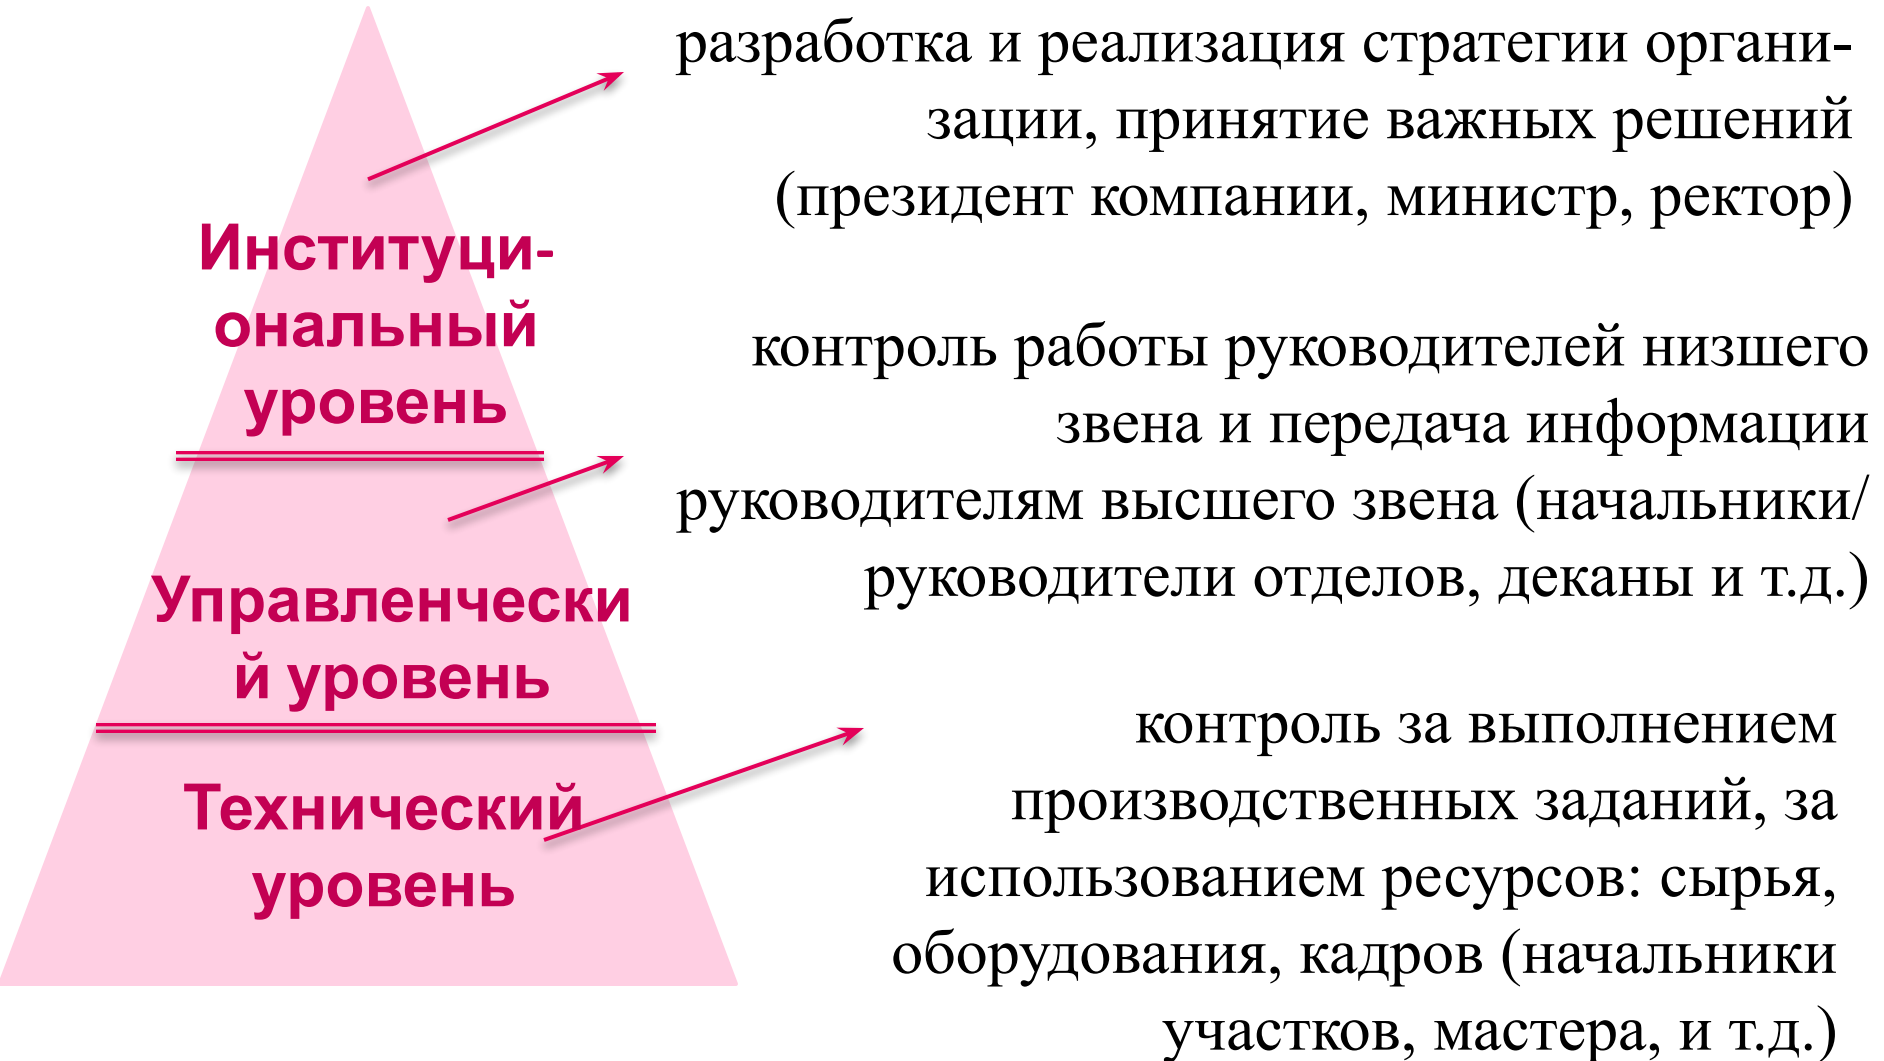 разработка и реализация стратегии органи-
зации, принятие важных решений
(президент компании, министр, ректор)
Институци-
ональный
уровень
контроль работы руководителей низшего
звена и передача информации
руководителям высшего звена (начальники/
руководители отделов, деканы и т.д.)
Управленчески
й уровень
контроль за выполнением
производственных заданий, за
использованием ресурсов: сырья,
оборудования, кадров (начальники
участков, мастера, и т.д.)
Технический
уровень